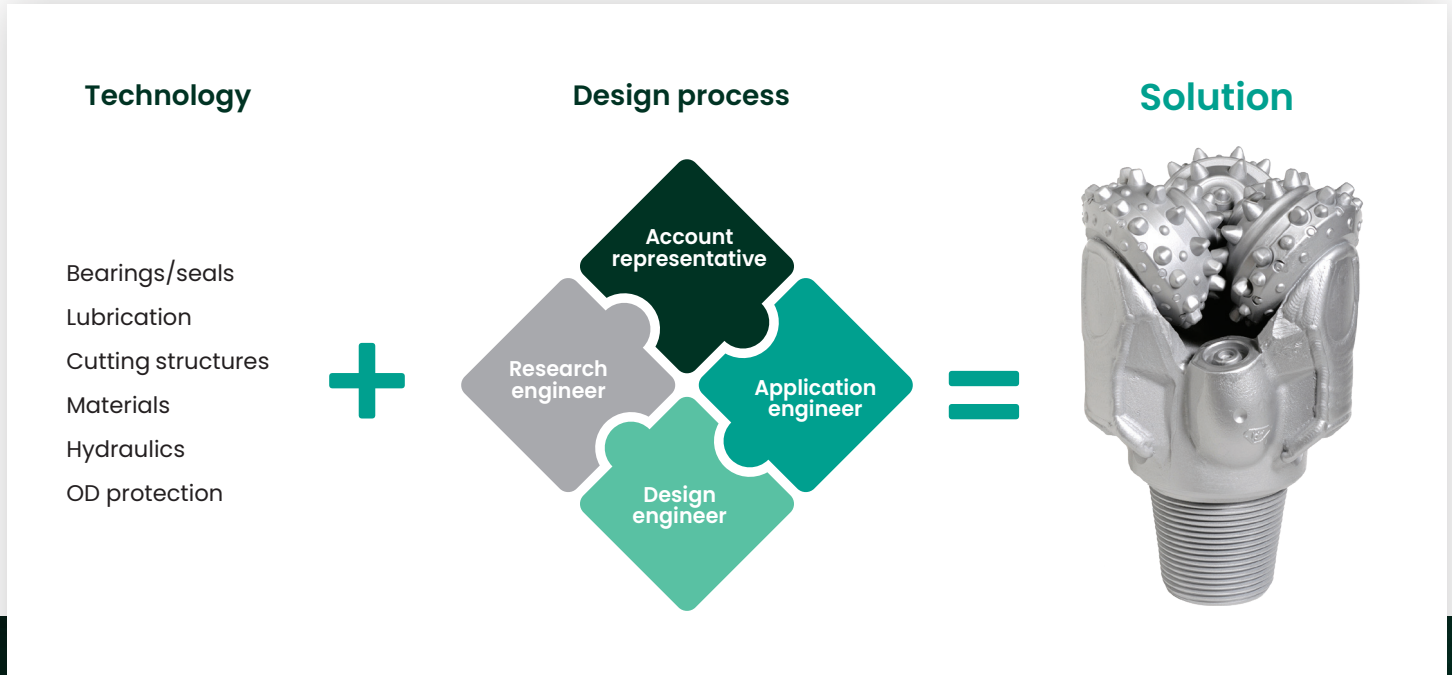 Technology
Design process
Solution
Bearings/seals
Lubrication
Cutting structures
Materials
Hydraulics
OD protection
+
Account
representative
Research
engineer
Application
engineer
Design
engineer
=